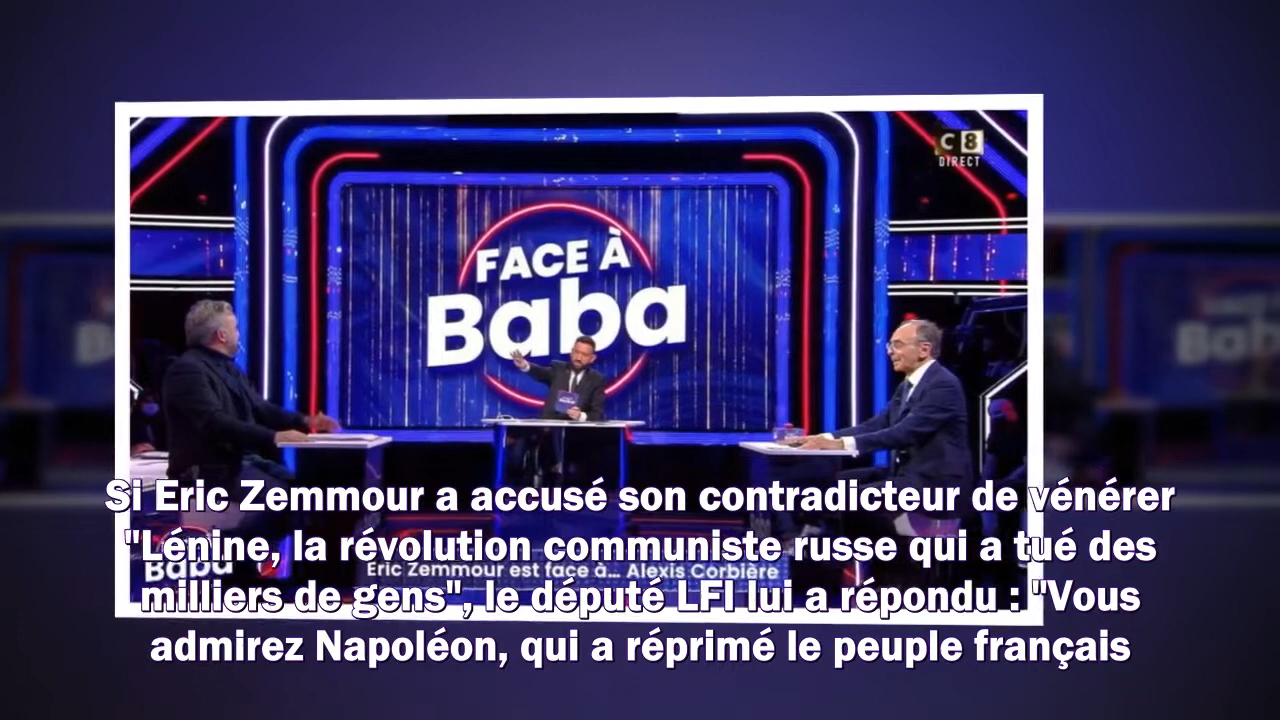 C8
DIRECT
FACE À
Baba
Si Eric Zemmour a accusé son contradicteur de vénérer
"Lénine, la révolution communiste russe qui a tué des
Baba
Eric Zemmour est face à... Alexis Corbière
milliers de gens", le député LFI lui a répondu : "Vous
admirez Napoléon, qui a réprimé le peuple français